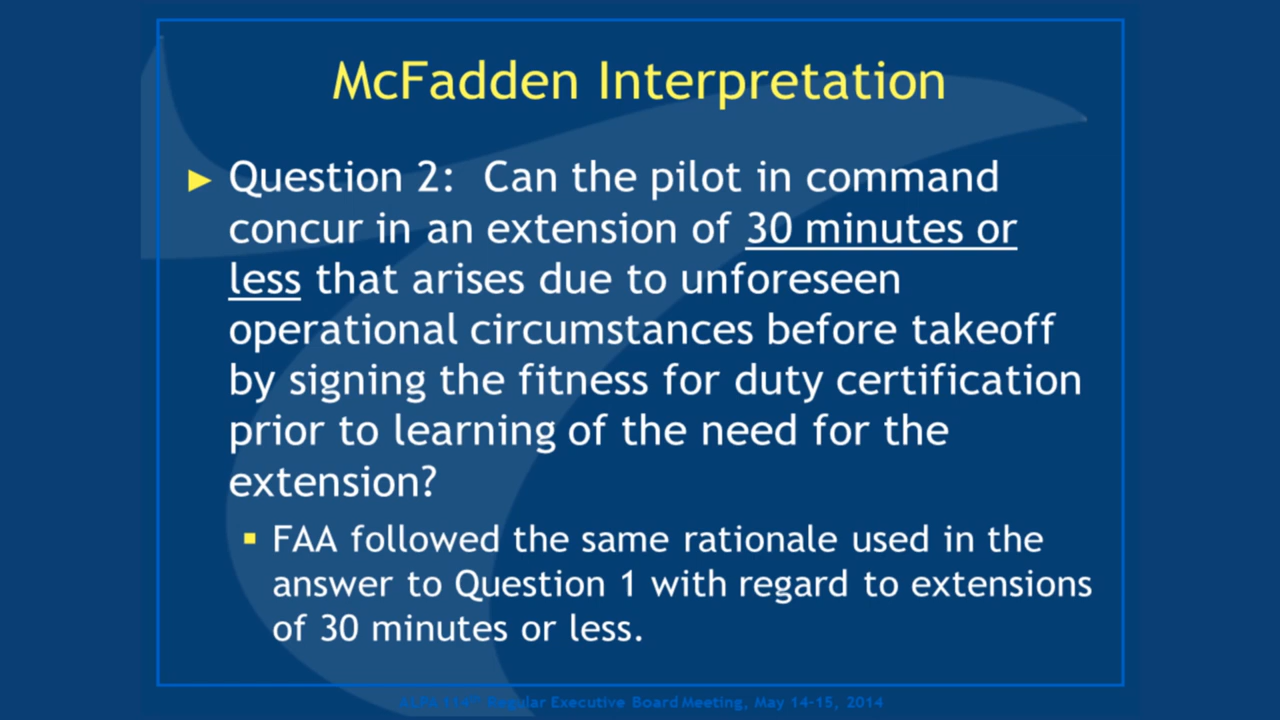 McFadden Interpretation
► Question 2: Can the pilot in command
concur in an extension of 30 minutes or
less that arises due to unforeseen
operational circumstances before takeoff
by signing the fitness for duty certification
prior to learning of the need for the
extension?
▪ FAA followed the same rationale used in the
answer to Question 1 with regard to extensions
of 30 minutes or less.
ALPA Regular Executive Board Meeting, May 14-15, 2014